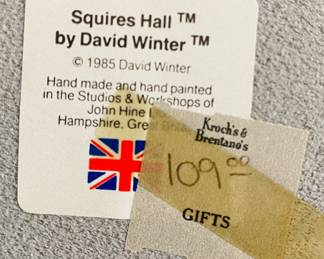 Squires Hall ™
by David Winter ™
© 1985 David Winter
Hand made and hand painted
in the Studios & Workshops of
John Hine
Hampshire, Great
Kroch's &
Brentano's
109.00
GIFTS